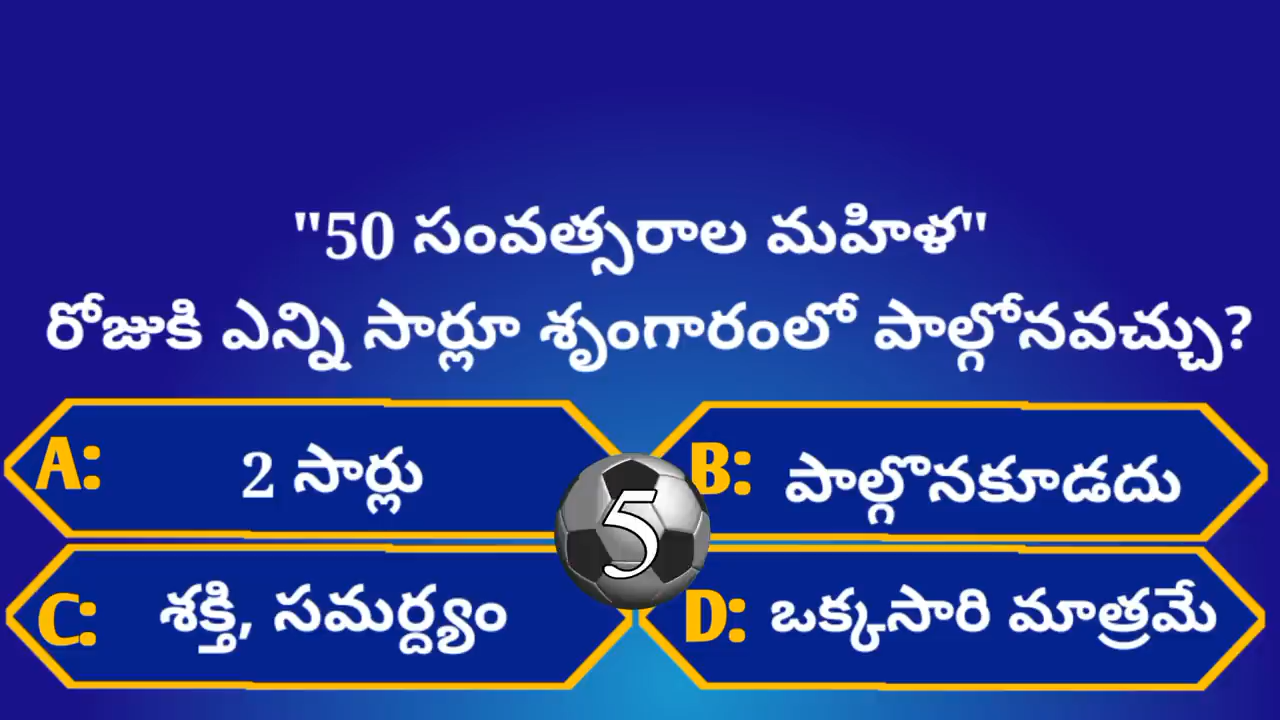 "50 సంవత్సరాల మహిళ"
రోజుకి ఎన్ని సార్లూ శృంగారంలో పాల్గోనవచ్చు?
A: 2 సార్లు
B: పాల్గొనకూడదు
5
C: శక్తి, సమర్ద్యం
D: ఒక్కసారి మాత్రమే